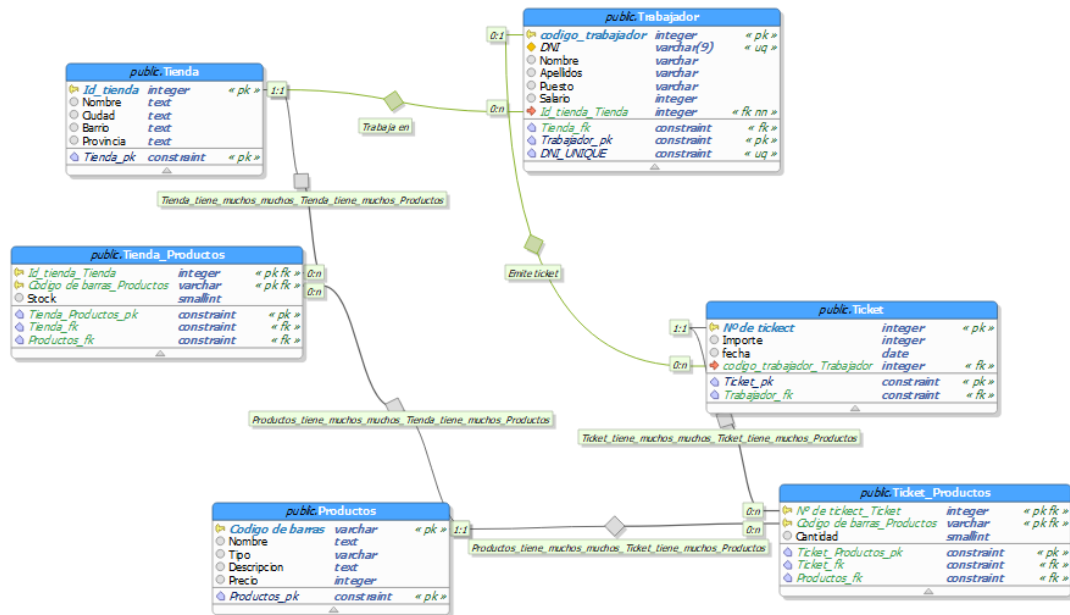 public.Trabajador
codigo_trabajador integer « pk »
DNI varchar(9) « uq »
Nombre varchar
Apellidos varchar
Puesto varchar
Salario integer
Id_tienda_Tienda integer « fk nn »
Tienda_fk constraint « fk »
Trabajador_pk constraint « pk »
DNI_UNIQUE constraint « uq »
0:1
0:n
public.Tienda
Id_tienda integer « pk »
Nombre text
Ciudad text
Barrio text
Provincia text
Tienda_pk constraint « pk »
1:1
Trabaja en
Tienda_tiene_muchos_muchos_Tienda_tiene_muchos_Productos
public.Tienda_Productos
Id_tienda_Tienda integer « pk fk »
Codigo de barras_Productos varchar « pk fk »
Stock smallint
Tienda_Productos_pk constraint « pk »
Tienda_fk constraint « fk »
Productos_fk constraint « fk »
0:n
0:n
Emite ticket
public.Ticket
Nº de tickect integer « pk »
Importe integer
fecha date
codigo_trabajador_Trabajador integer « fk »
Ticket_pk constraint « pk »
Trabajador_fk constraint « fk »
1:1
0:n
Productos_tiene_muchos_muchos_Tienda_tiene_muchos_Productos
Ticket_tiene_muchos_muchos_Ticket_tiene_muchos_Productos
public.Productos
Codigo de barras varchar « pk »
Nombre text
Tipo varchar
Descripcion text
Precio integer
Productos_pk constraint « pk »
1:1
Productos_tiene_muchos_muchos_Ticket_tiene_muchos_Productos
public.Ticket_Productos
Nº de tickect_Ticket integer « pk fk »
Codigo de barras_Productos varchar « pk fk »
Cantidad smallint
Ticket_Productos_pk constraint « pk »
Ticket_fk constraint « fk »
Productos_fk constraint « fk »
0:n
0:n